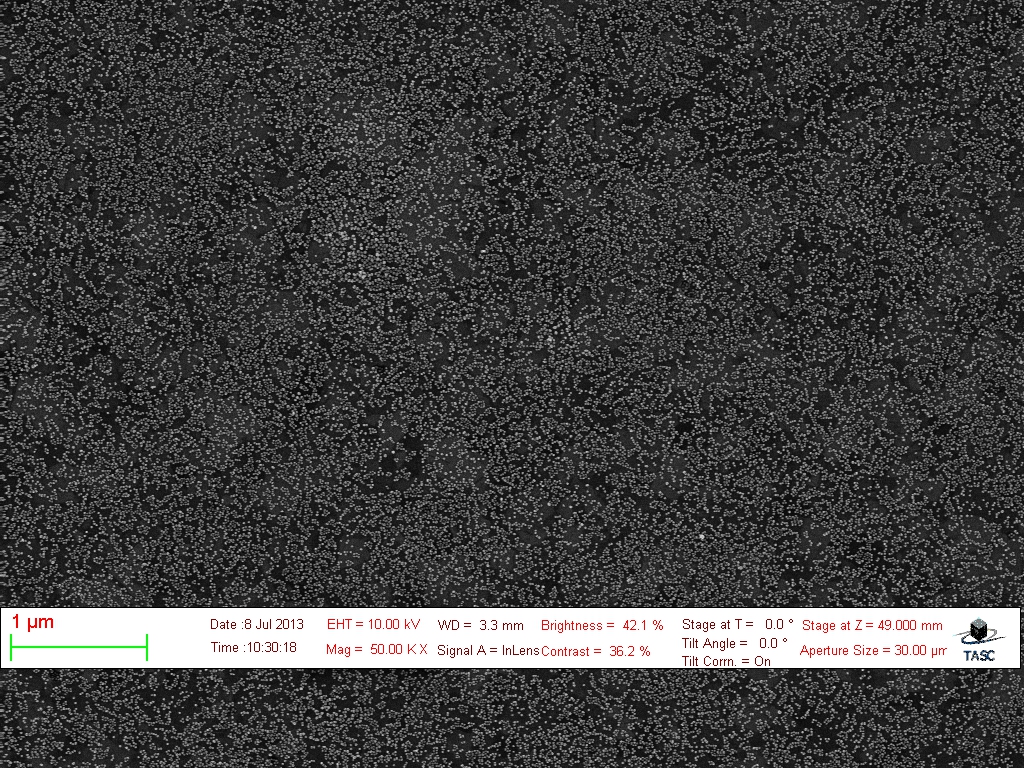 1 µm
Date :8 Jul 2013 EHT = 10.00 kV WD = 3.3 mm Brightness = 42.1 % Stage at T = 0.0 ° Stage at Z = 49.000 mm
Time :10:30:18 Mag = 50.00 K X Signal A = InLens Contrast = 36.2 % Tilt Angle = 0.0 ° Aperture Size = 30.00 µm
Tilt Corrn. = On
TASC